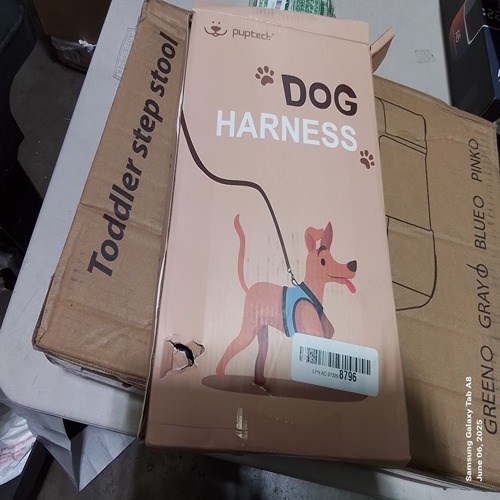 puptech
DOG
HARNESS
8796
Toddler step stool
GREEN
GRAY
BLUE
PINK
Samsung Galaxy Tab A8
June 06, 2025